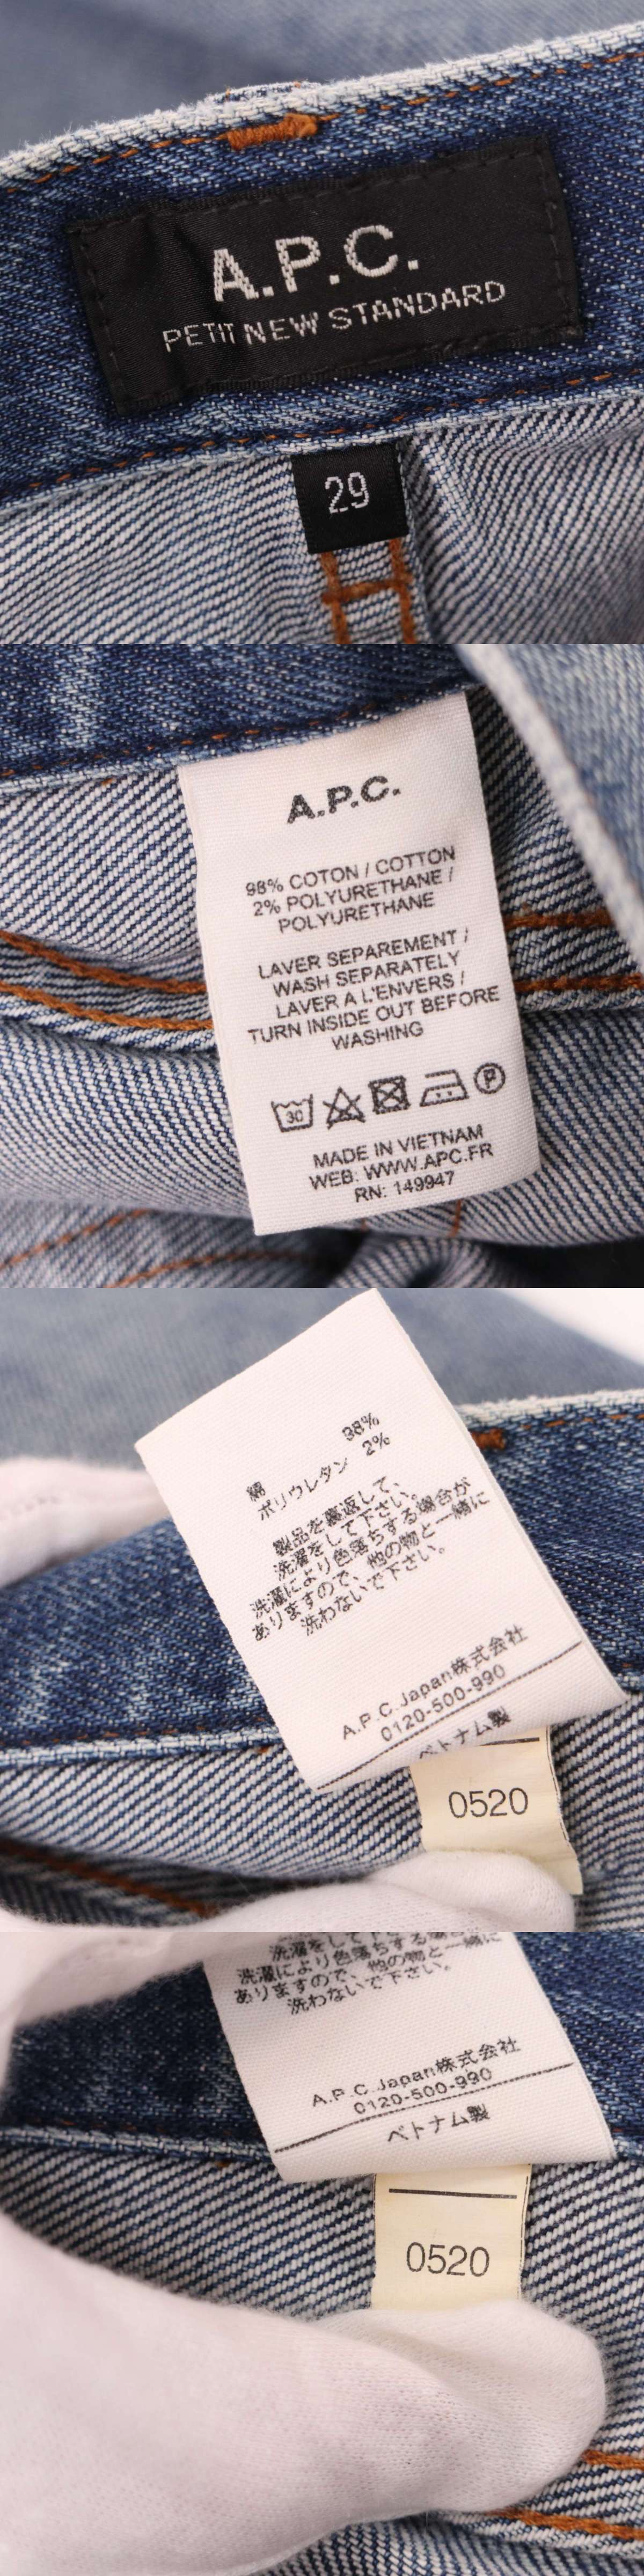 A.P.C.
PETIT NEW STANDARD
29
A.P.C.
98% COTON / COTTON
2% POLYURETHANE /
POLYURETHANE
LAVER SEPAREMENT /
WASH SEPARATELY
LAVER A L'ENVERS /
TURN INSIDE OUT BEFORE
WASHING
30 P
MADE IN VIETNAM
WEB: WWW.APC.FR
RN: 149947
綿 98%
ポリウレタン 2%
製品を裏返して、
洗濯をして下さい。
洗濯により色落ちする場合が
ありますので、他の物と一緒に
洗わないで下さい。
A.P.C.Japan株式会社
0120-500-990
ベトナム製
0520
洗濯をして下さい。
洗濯により色落ちする場合が
ありますので、他の物と一緒に
洗わないで下さい。
A.P.C.Japan株式会社
0120-500-990
ベトナム製
0520